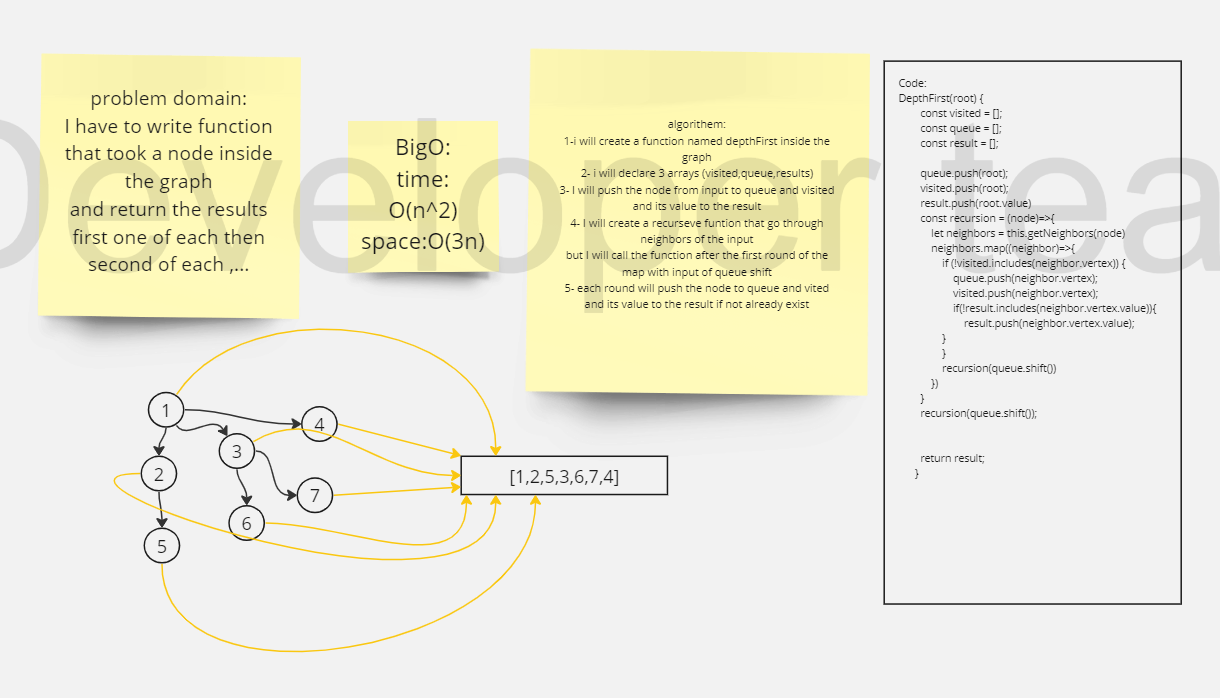 problem domain:
I have to write function
that took a node inside
the graph
and return the results
first one of each then
second of each ,...
BigO:
time:
O(n^2)
space:O(3n)
algorithem:
1-i will create a function named depthFirst inside the
graph
2- i will declare 3 arrays (visited,queue,results)
3- I will push the node from input to queue and visited
and its value to the result
4- I will create a recurseve funtion that go through
neighbors of the input
but I will call the function after the first round of the
map with input of queue shift
5- each round will push the node to queue and vited
and its value to the result if not already exist
Code:
DepthFirst(root) {
const visited = [];
const queue = [];
const result = [];
queue.push(root);
visited.push(root);
result.push(root.value)
const recursion = (node)=>{
let neighbors = this.getNeighbors(node)
neighbors.map((neighbor)=>{
if (!visited.includes(neighbor.vertex)) {
queue.push(neighbor.vertex);
visited.push(neighbor.vertex);
if(!result.includes(neighbor.vertex.value)){
result.push(neighbor.vertex.value);
}
}
recursion(queue.shift())
})
}
recursion(queue.shift());
return result;
}
1
4
3
2
7
6
5
[1,2,5,3,6,7,4]
Developer tea